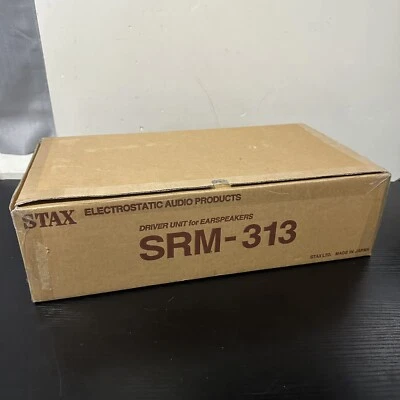 STAX ELECTROSTATIC AUDIO PRODUCTS
DRIVER UNIT for EARSPEAKERS
SRM-313
STAX LTD. MADE IN JAPAN